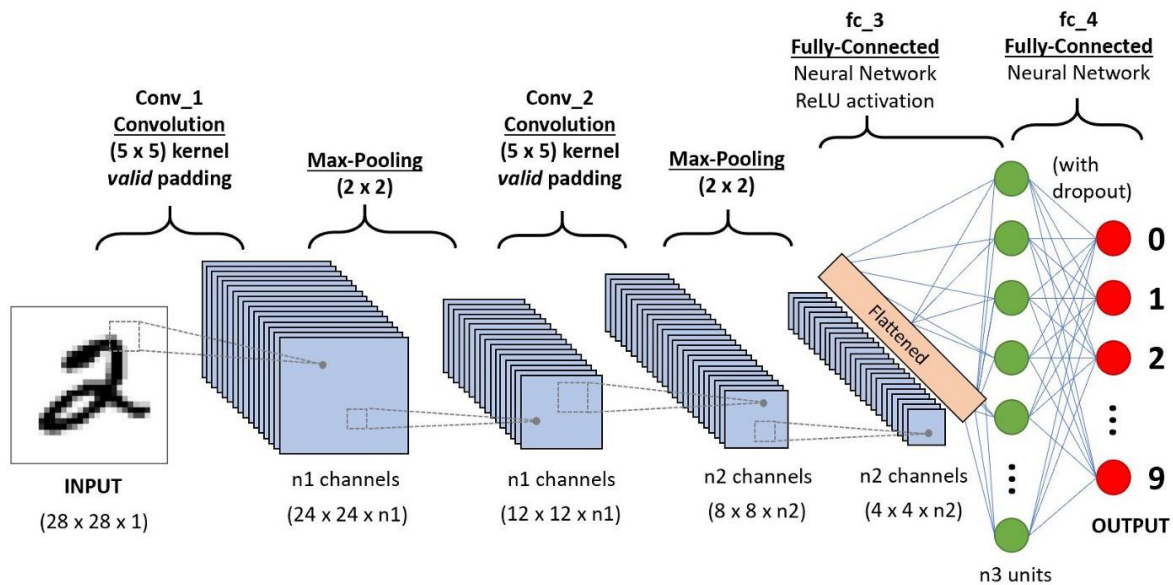 Conv_1
Convolution
(5 x 5) kernel
valid padding
Max-Pooling
(2 x 2)
Conv_2
Convolution
(5 x 5) kernel
valid padding
Max-Pooling
(2 x 2)
fc_3
Fully-Connected
Neural Network
ReLU activation
fc_4
Fully-Connected
Neural Network
(with
dropout)
Flattened
0
1
2
9
OUTPUT
2
INPUT
(28 x 28 x 1)
n1 channels
(24 x 24 x n1)
n1 channels
(12 x 12 x n1)
n2 channels
(8 x 8 x n2)
n2 channels
(4 x 4 x n2)
n3 units